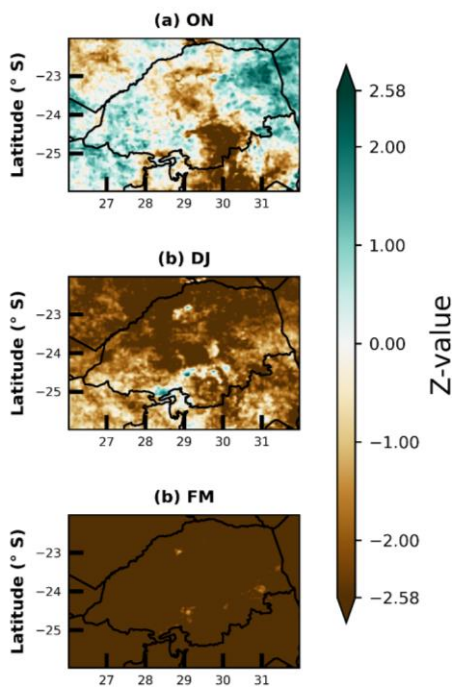 (a) ON
Latitude (° S)
−23
−24
−25
27 28 29 30 31
(b) DJ
Latitude (° S)
−23
−24
−25
27 28 29 30 31
(b) FM
Latitude (° S)
−23
−24
−25
27 28 29 30 31
2.58
2.00
1.00
0.00
−1.00
−2.00
−2.58
Z-value